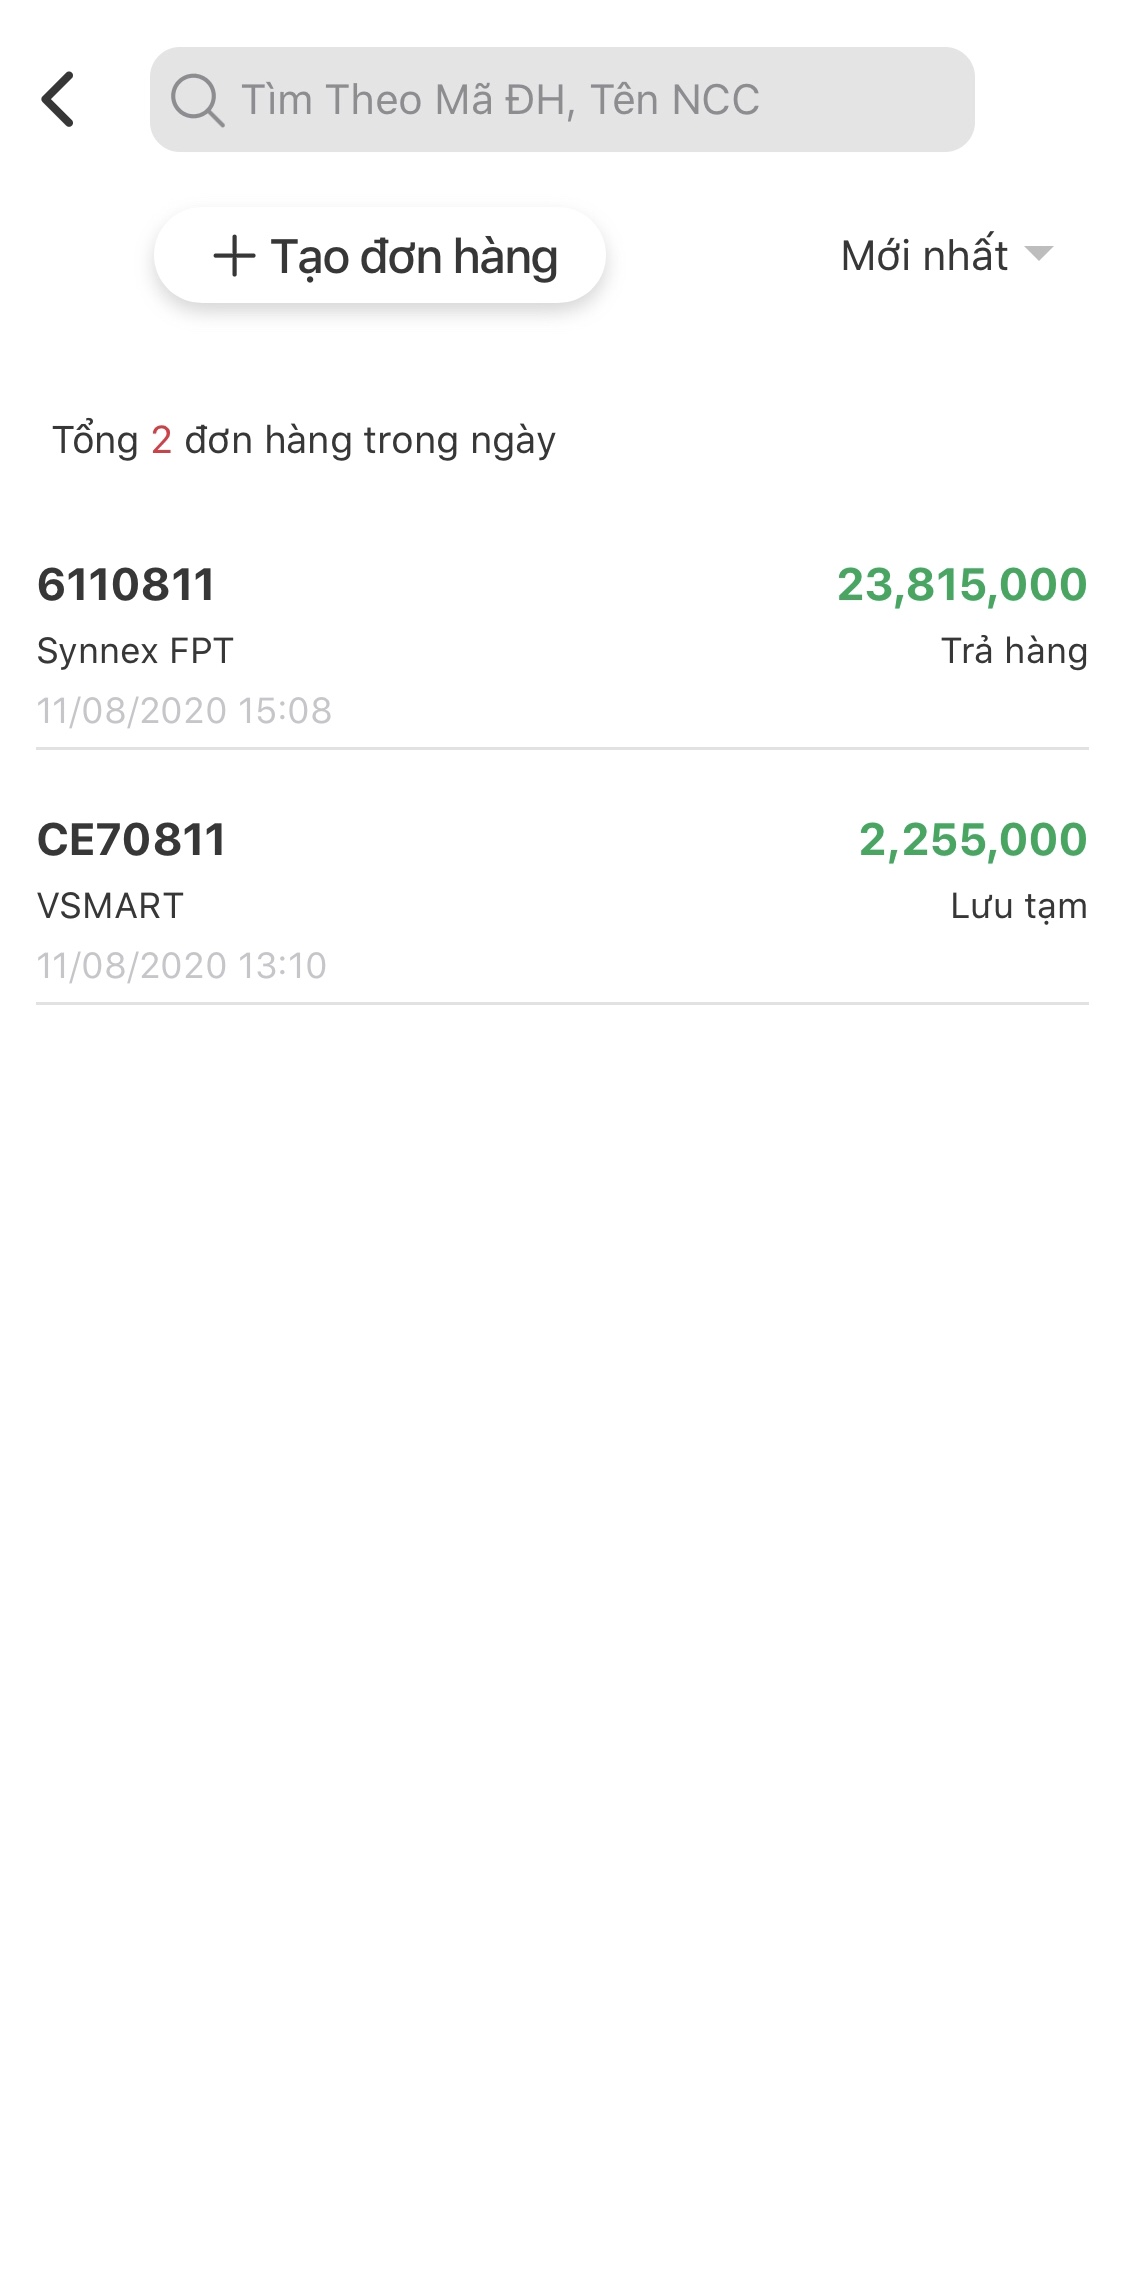 Tìm Theo Mã ĐH, Tên NCC
Tạo đơn hàng
Mới nhất
Tổng 2 đơn hàng trong ngày
6110811
23,815,000
Synnex FPT
Trả hàng
11/08/2020 15:08
CE70811
2,255,000
VSMART
Lưu tạm
11/08/2020 13:10